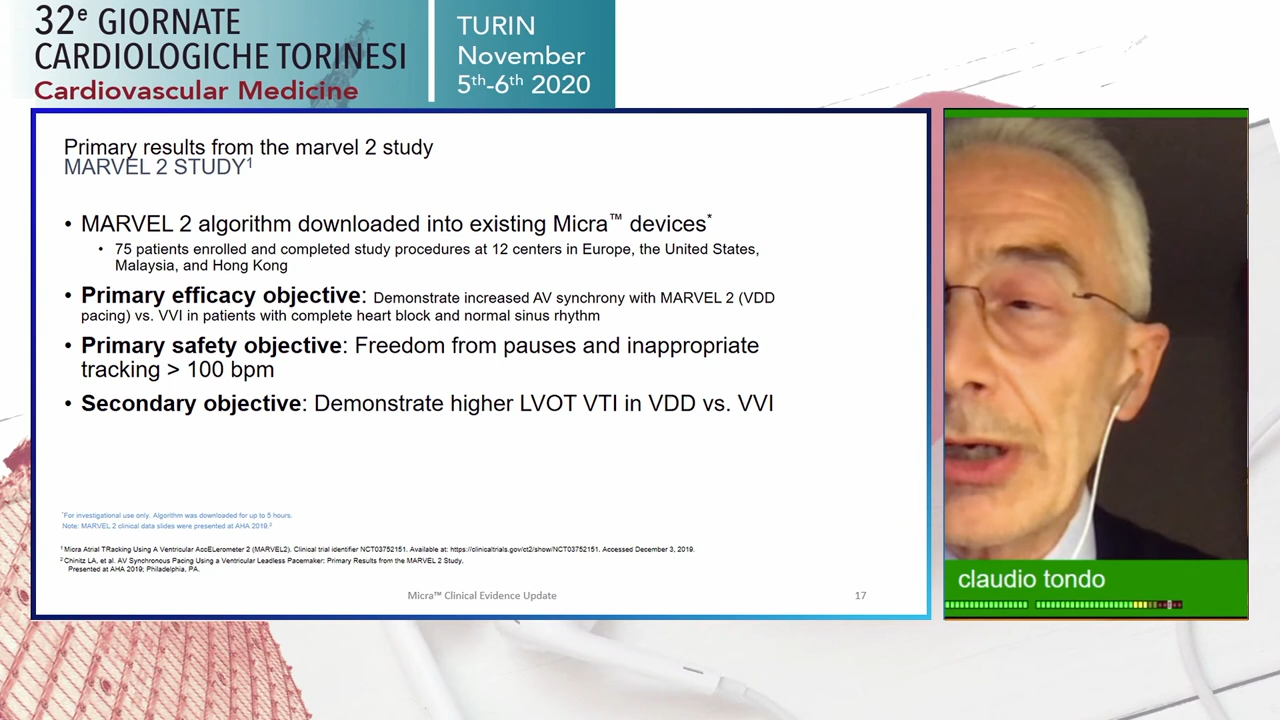 32e GIORNATE
CARDIOLOGICHE TORINESI
Cardiovascular Medicine
TURIN
November
5th-6th 2020
Primary results from the marvel 2 study
MARVEL 2 STUDY1
• MARVEL 2 algorithm downloaded into existing Micra™ devices*
• 75 patients enrolled and completed study procedures at 12 centers in Europe, the United States,
Malaysia, and Hong Kong
• Primary efficacy objective: Demonstrate increased AV synchrony with MARVEL 2 (VDD
pacing) vs. VVI in patients with complete heart block and normal sinus rhythm
• Primary safety objective: Freedom from pauses and inappropriate
tracking > 100 bpm
• Secondary objective: Demonstrate higher LVOT VTI in VDD vs. VVI
*For investigational use only. Algorithm was downloaded for up to 5 hours.
Note: MARVEL 2 clinical data slides were presented at AHA 2019.2
1 Micra Atrial TRacking Using A Ventricular AccELerometer 2 (MARVEL2). Clinical trial identifier NCT03752151. Available at: https://clinicaltrials.gov/ct2/show/NCT03752151. Accessed December 3, 2019.
2 Chinitz LA, et al. AV Synchronous Pacing Using a Ventricular Leadless Pacemaker: Primary Results from the MARVEL 2 Study.
Presented at AHA 2019; Philadelphia, PA.
Micra™ Clinical Evidence Update
17
claudio tondo